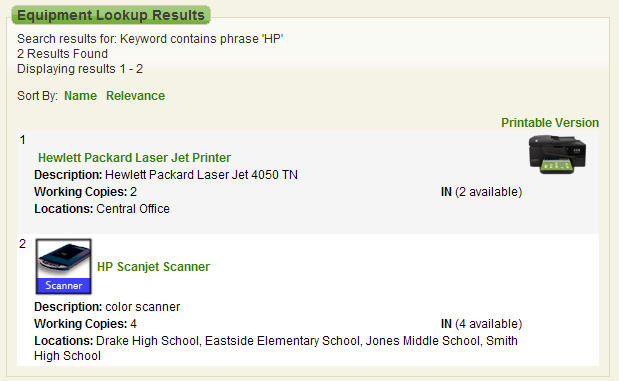 Equipment Lookup Results
Search results for: Keyword contains phrase 'HP'
2 Results Found
Displaying results 1 - 2
Sort By: Name Relevance
Printable Version
1
Hewlett Packard Laser Jet Printer
Description: Hewlett Packard Laser Jet 4050 TN
Working Copies: 2 IN (2 available)
Locations: Central Office
2
Scanner
HP Scanjet Scanner
Description: color scanner
Working Copies: 4 IN (4 available)
Locations: Drake High School, Eastside Elementary School, Jones Middle School, Smith
High School